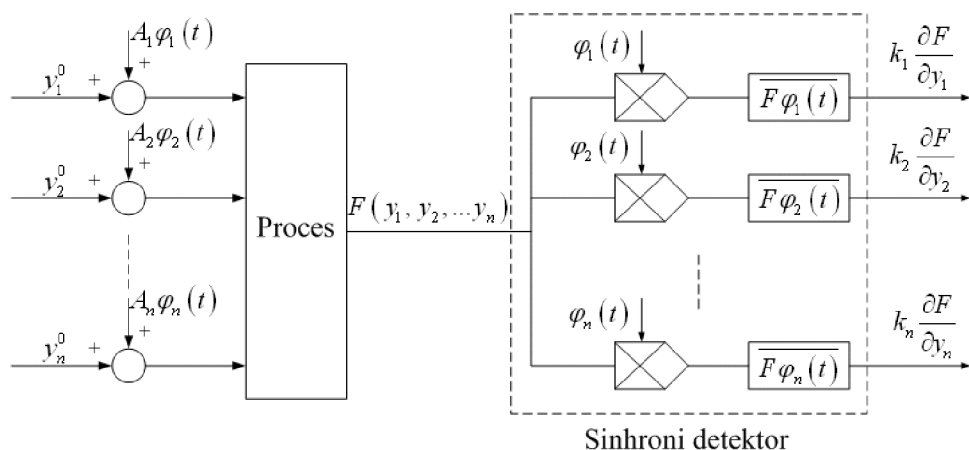 A₁φ₁(t)
+
y₁⁰ +
A₂φ₂(t)
+
y₂⁰ +
Aₙφₙ(t)
+
yₙ⁰ +
Proces
F(y₁, y₂, ...yₙ)
φ₁(t)
F φ₁(t)
k₁ ∂F/∂y₁
φ₂(t)
F φ₂(t)
k₂ ∂F/∂y₂
φₙ(t)
F φₙ(t)
kₙ ∂F/∂yₙ
Sinhroni detektor